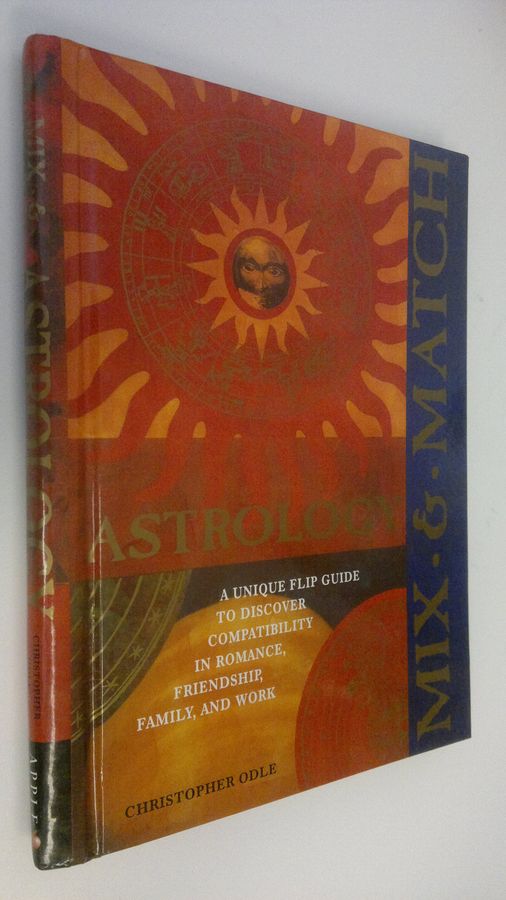 MIX·&·MATCH
ASTROLOGY
A UNIQUE FLIP GUIDE
TO DISCOVER
COMPATIBILITY
IN ROMANCE,
FRIENDSHIP,
FAMILY, AND WORK
CHRISTOPHER ODLE
MIX·&· ASTROLOGY
CHRISTOPHER
APPLE